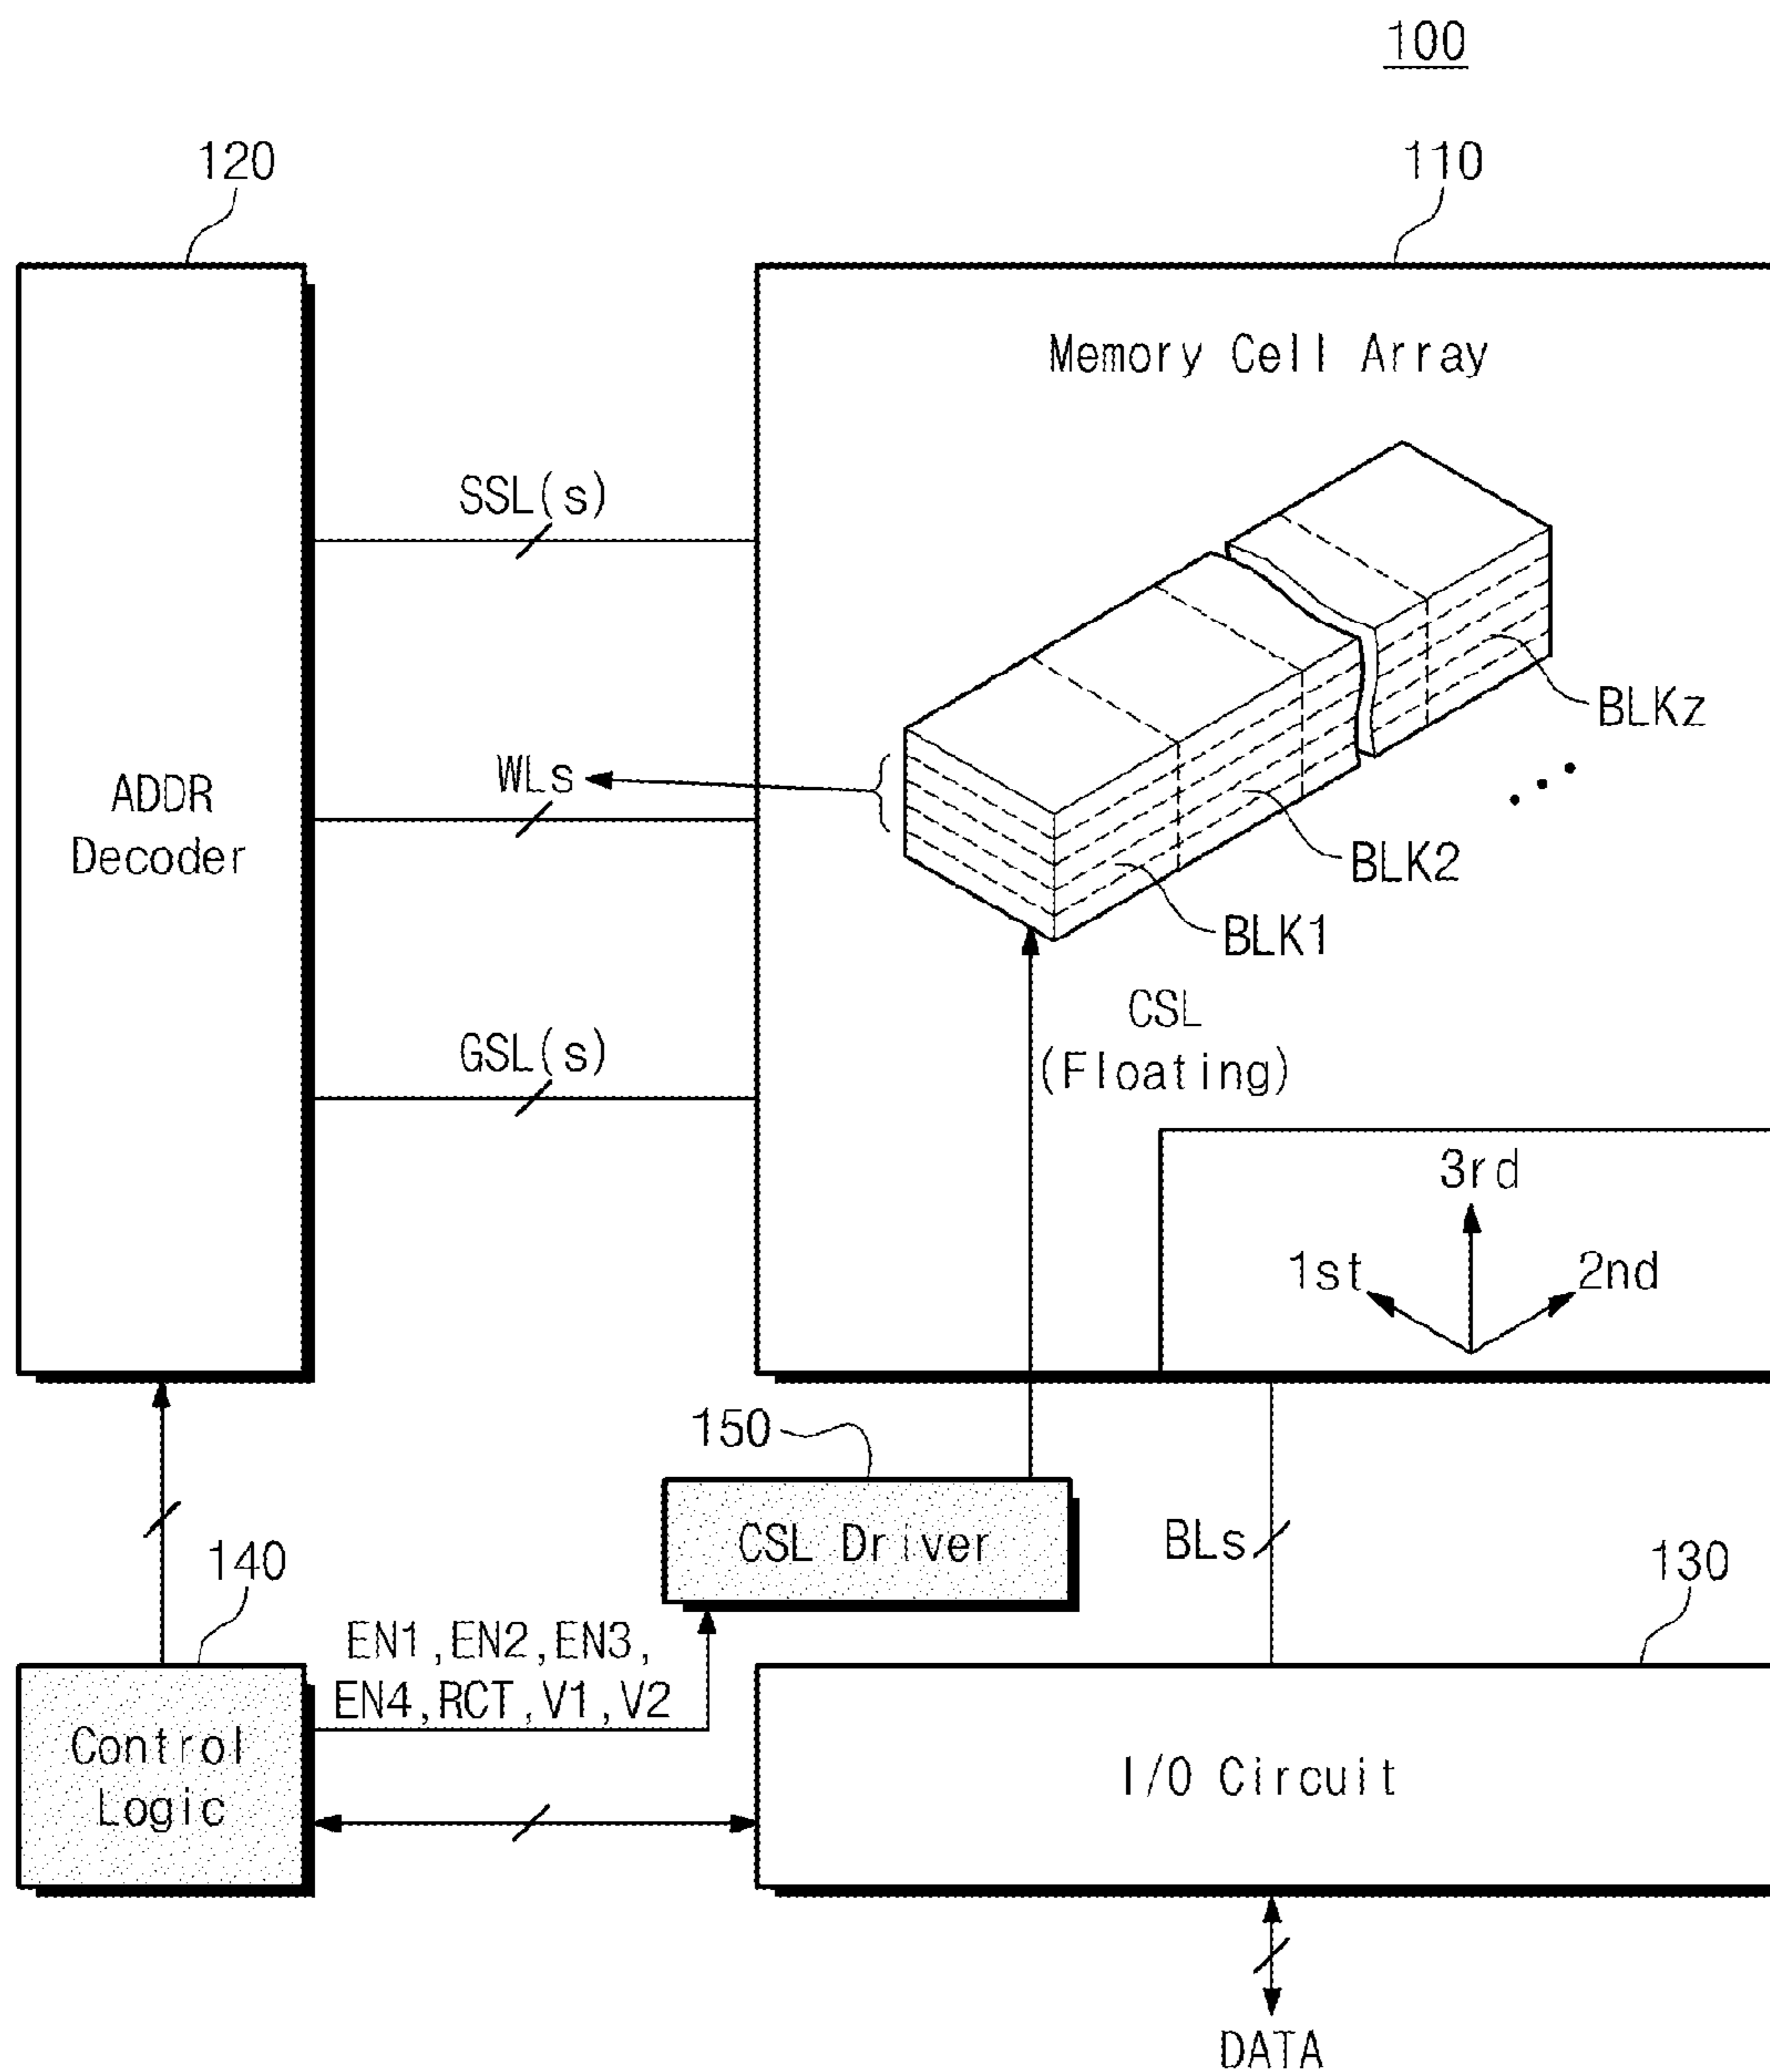 100
120
110
Memory Cell Array
SSL(s)
BLKz
WLs
ADDR
Decoder
BLK2
BLK1
CSL
(Floating)
GSL(s)
3rd
1st
2nd
150
CSL Driver
BLs
140
130
EN1,EN2,EN3,
EN4,RCT,V1,V2
Control
Logic
I/O Circuit
DATA